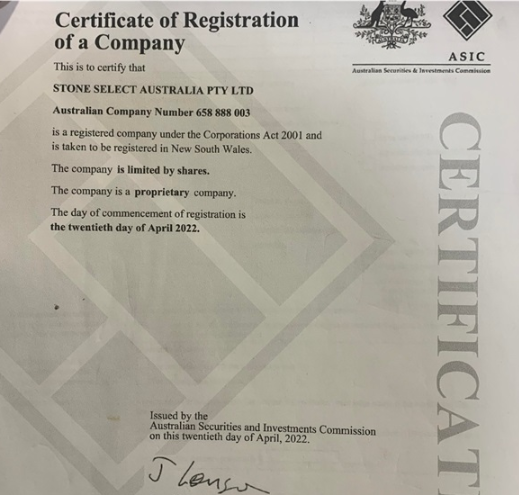 Certificate of Registration
of a Company
This is to certify that
STONE SELECT AUSTRALIA PTY LTD
Australian Company Number 658 888 003
is a registered company under the Corporations Act 2001 and
is taken to be registered in New South Wales.
The company is limited by shares.
The company is a proprietary company.
The day of commencement of registration is
the twentieth day of April 2022.
ASIC
Australian Securities & Investments Commission
CERTIFICAT
Issued by the
Australian Securities and Investments Commission
on this twentieth day of April, 2022.